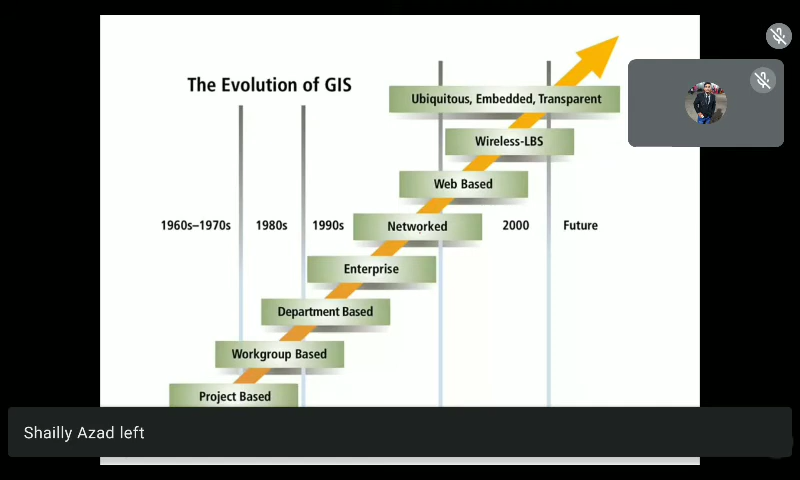 The Evolution of GIS
Ubiquitous, Embedded, Transparent
Wireless-LBS
Web Based
1960s–1970s
1980s
1990s
Networked
2000
Future
Enterprise
Department Based
Workgroup Based
Project Based
Shailly Azad left